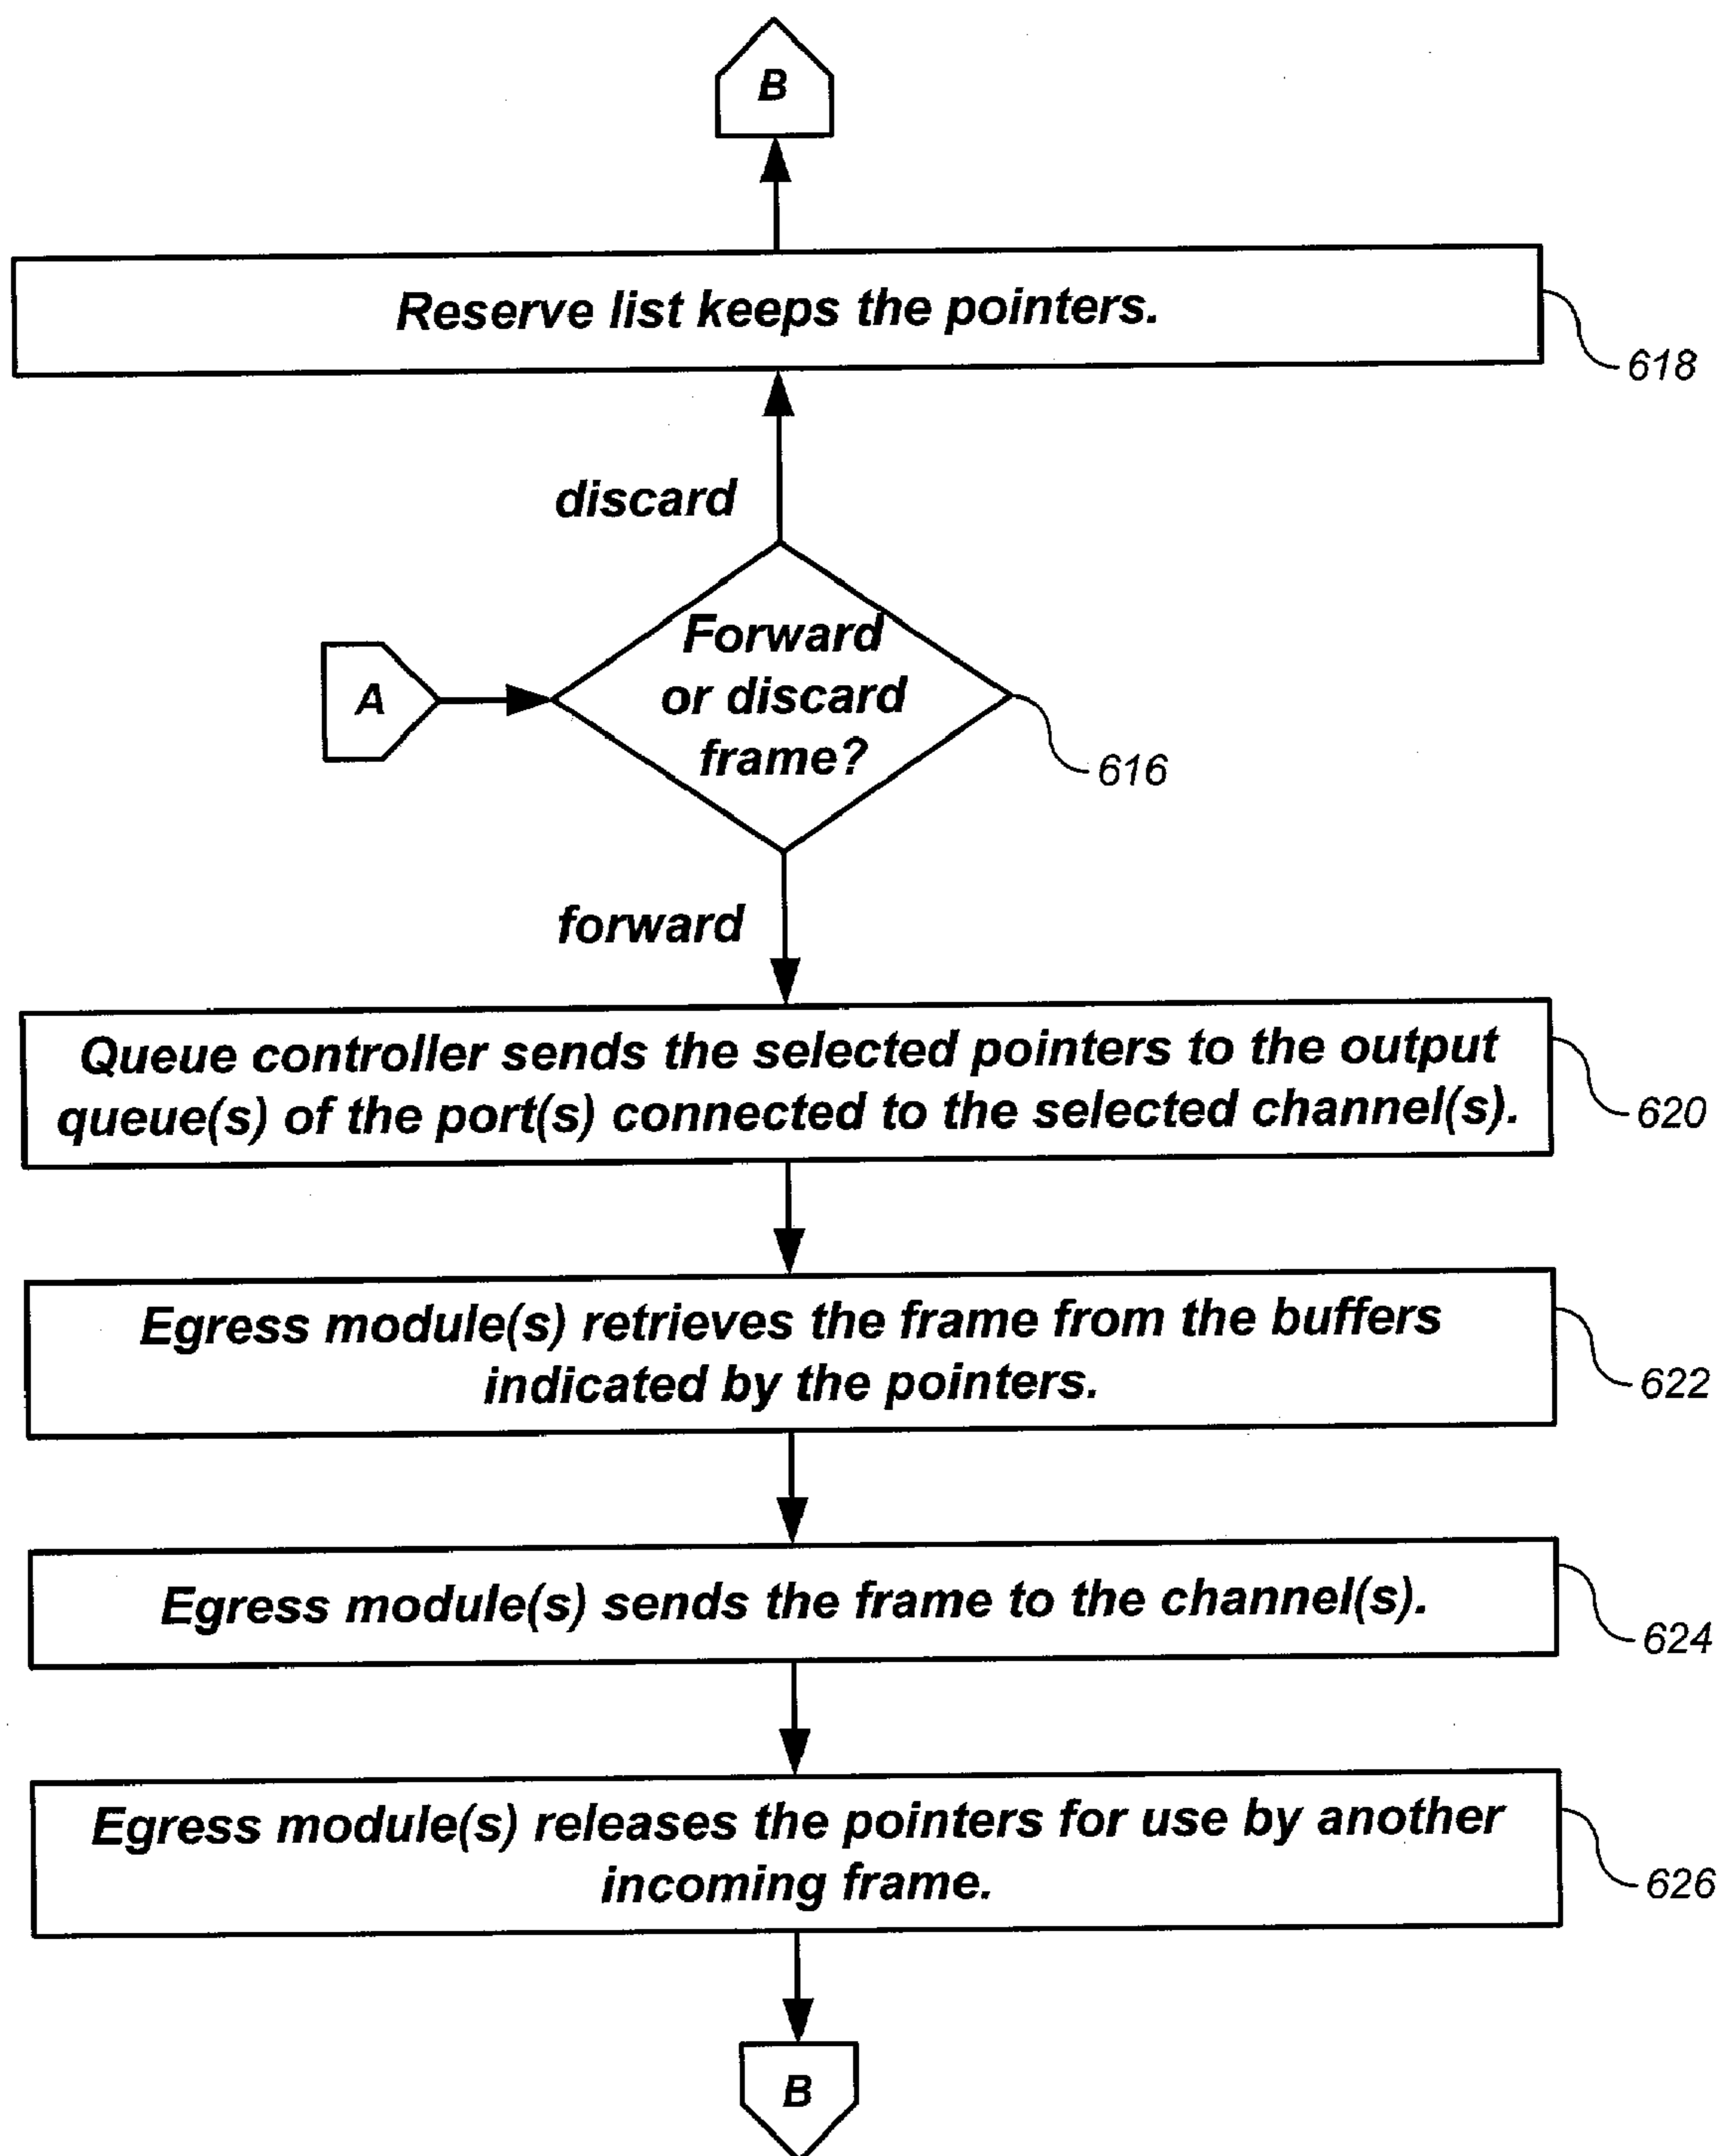 B
Reserve list keeps the pointers.
618
discard
Forward
or discard
frame?
A
616
forward
Queue controller sends the selected pointers to the output
queue(s) of the port(s) connected to the selected channel(s).
620
Egress module(s) retrieves the frame from the buffers
indicated by the pointers.
622
Egress module(s) sends the frame to the channel(s).
624
Egress module(s) releases the pointers for use by another
incoming frame.
626
B